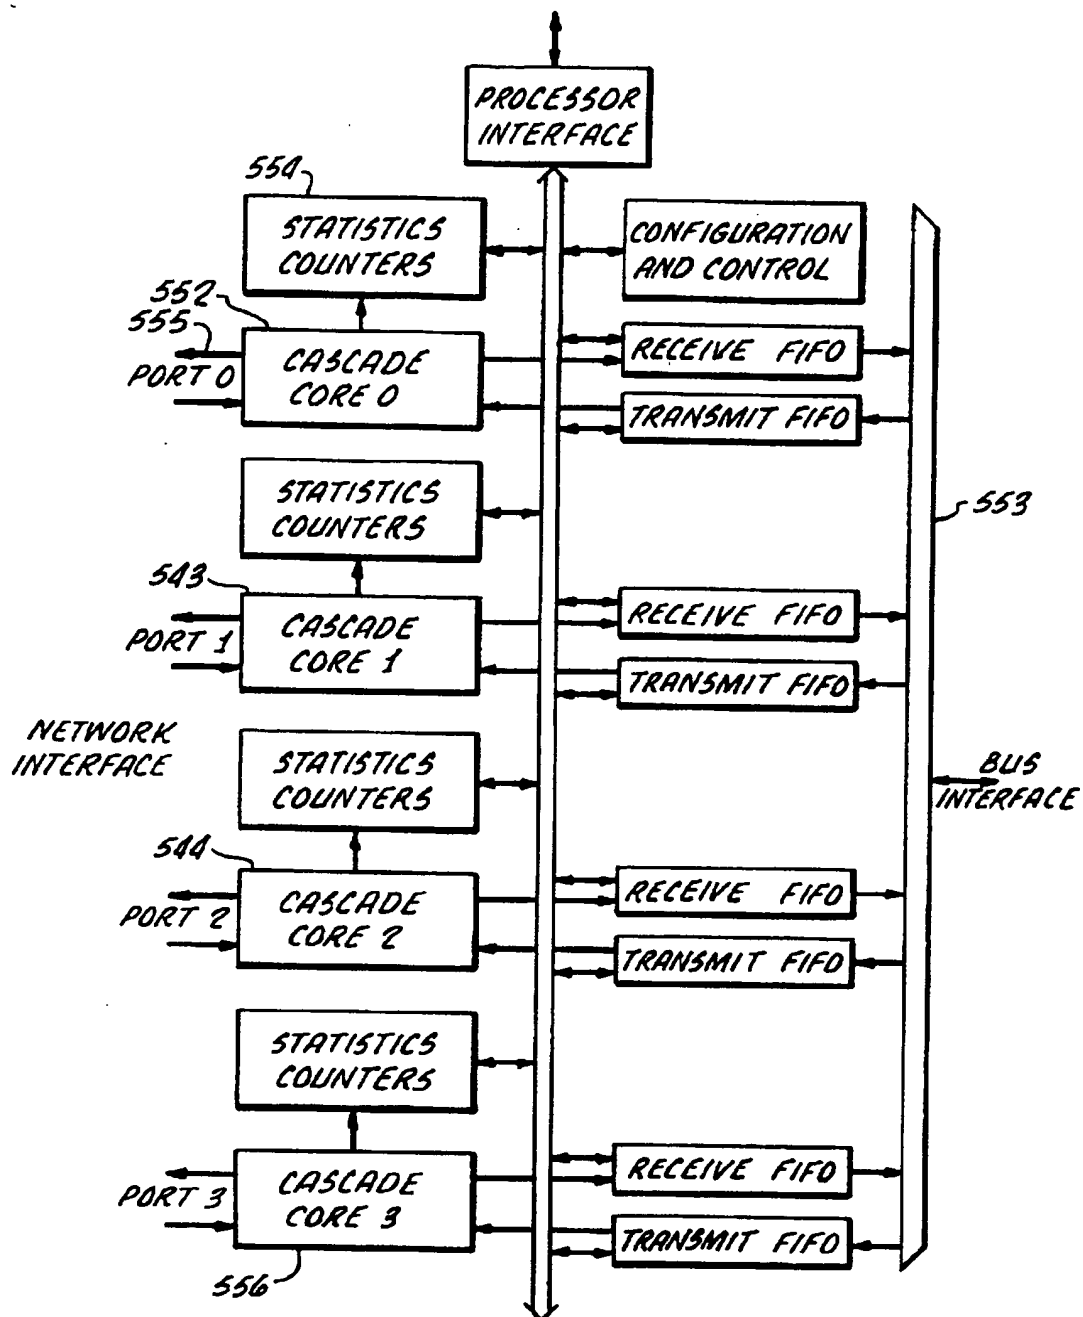 PROCESSOR
INTERFACE
554
STATISTICS
COUNTERS
CONFIGURATION
AND CONTROL
552
555
PORT 0
CASCADE
CORE 0
RECEIVE FIFO
TRANSMIT FIFO
STATISTICS
COUNTERS
553
543
PORT 1
CASCADE
CORE 1
RECEIVE FIFO
TRANSMIT FIFO
NETWORK
INTERFACE
STATISTICS
COUNTERS
BUS
INTERFACE
544
PORT 2
CASCADE
CORE 2
RECEIVE FIFO
TRANSMIT FIFO
STATISTICS
COUNTERS
PORT 3
CASCADE
CORE 3
RECEIVE FIFO
TRANSMIT FIFO
556